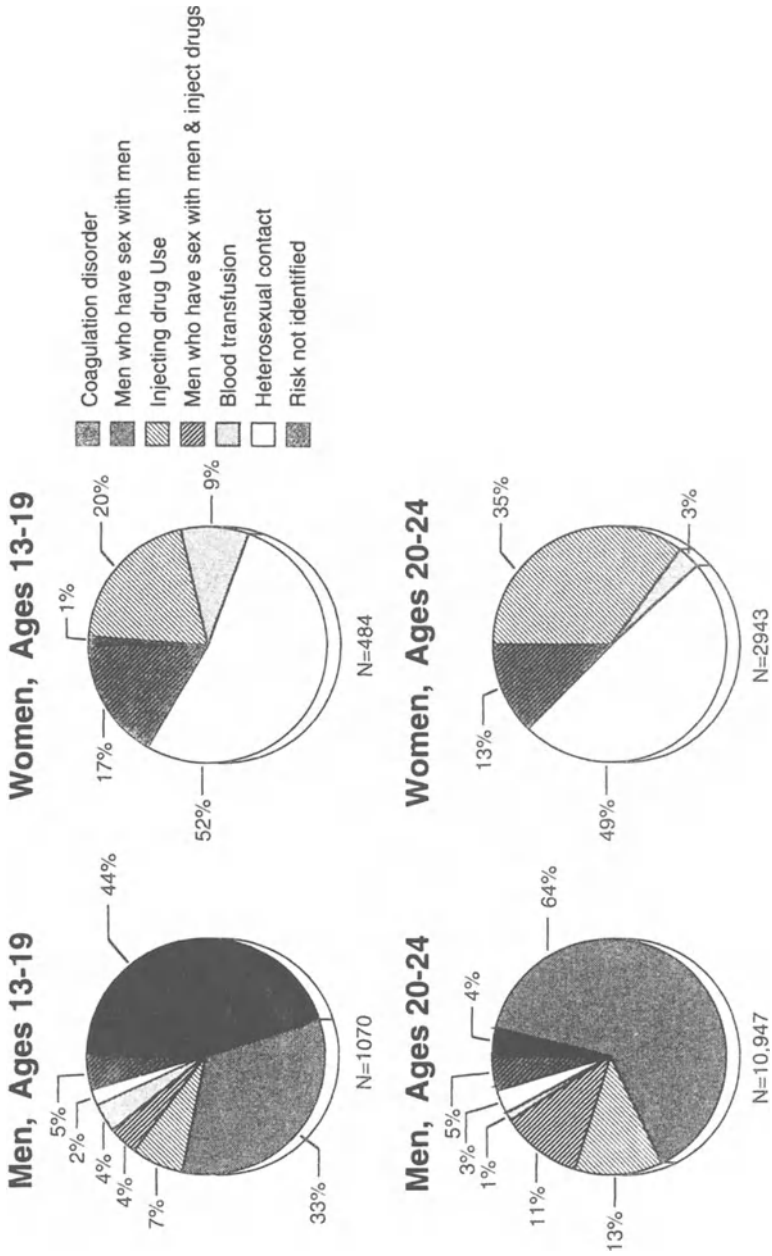 Men, Ages 13-19
5%
2%
4%
4%
7%
33%
44%
N=1070
Women, Ages 13-19
1%
17%
52%
20%
9%
N=484
Coagulation disorder
Men who have sex with men
Injecting drug Use
Men who have sex with men & inject drugs
Blood transfusion
Heterosexual contact
Risk not identified
Men, Ages 20-24
4%
5%
3%
1%
11%
13%
64%
N=10,947
Women, Ages 20-24
13%
49%
35%
3%
N=2943